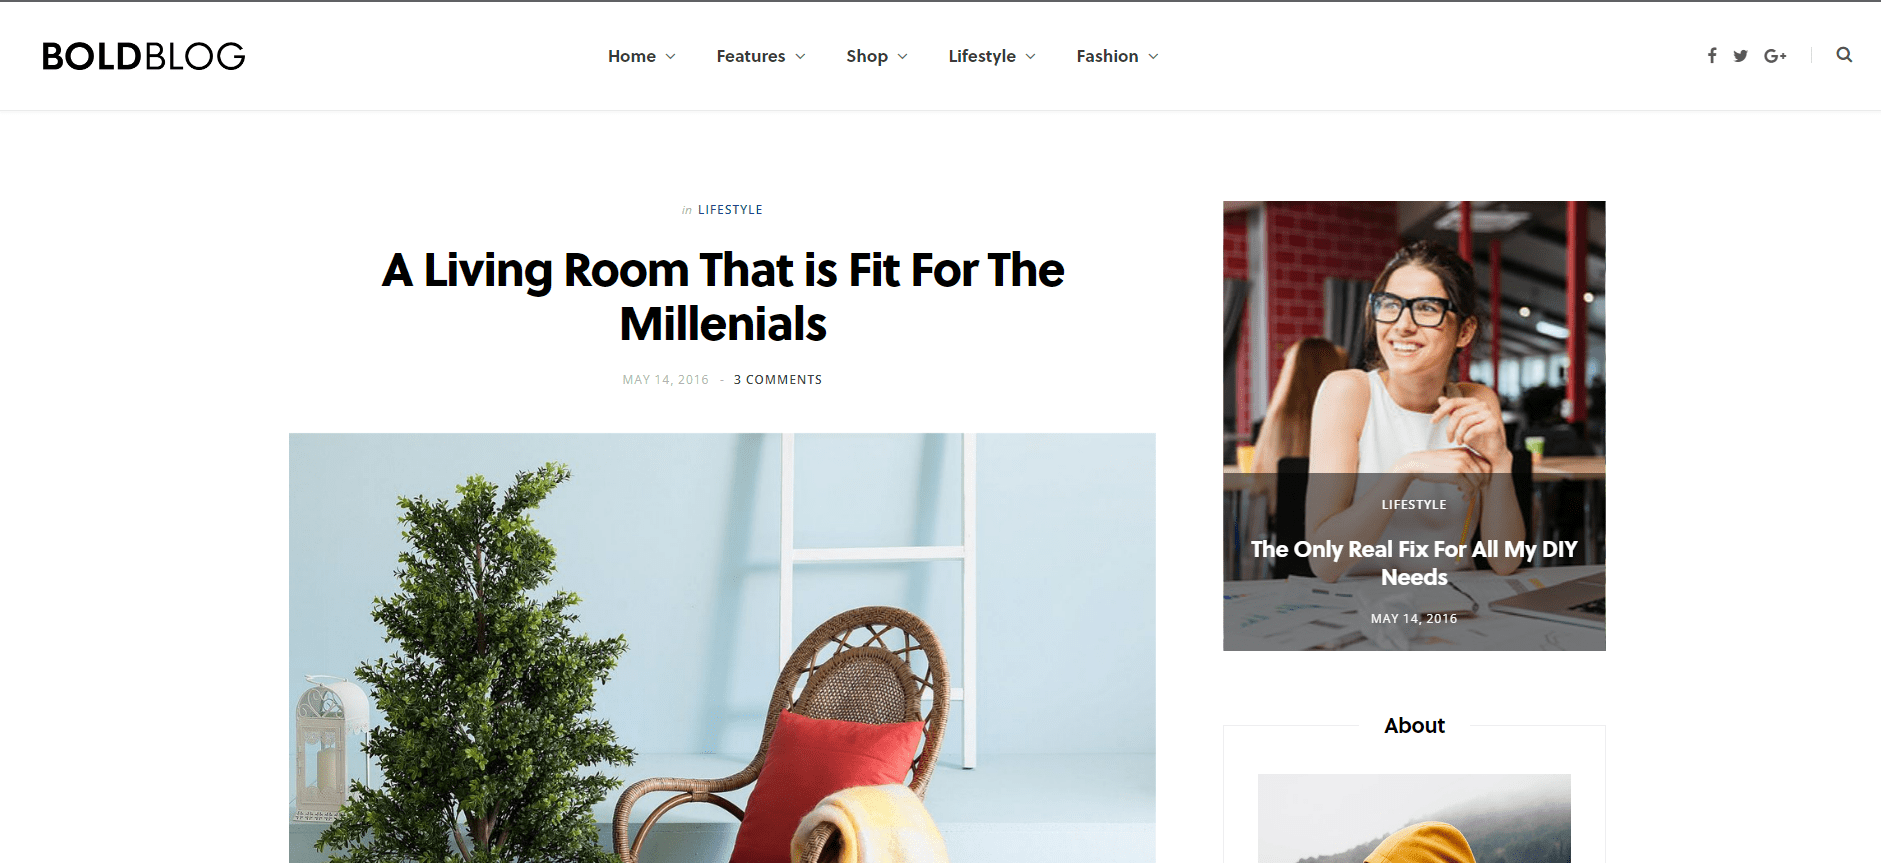 BOLDBLOG
Home Features Shop Lifestyle Fashion
in LIFESTYLE
A Living Room That is Fit For The
Millenials
MAY 14, 2016 - 3 COMMENTS
LIFESTYLE
The Only Real Fix For All My DIY
Needs
MAY 14, 2016
About